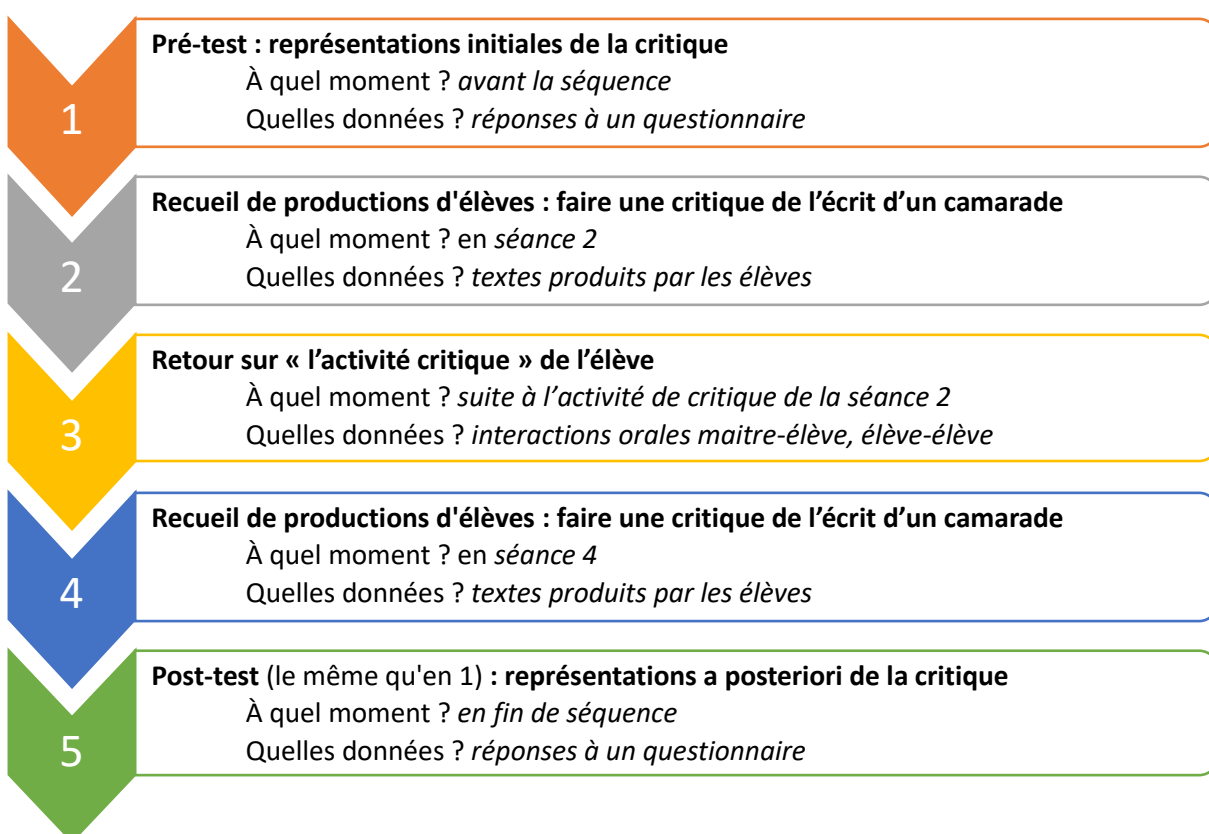 1
Pré-test : représentations initiales de la critique
À quel moment ? avant la séquence
Quelles données ? réponses à un questionnaire
2
Recueil de productions d'élèves : faire une critique de l’écrit d’un camarade
À quel moment ? en séance 2
Quelles données ? textes produits par les élèves
3
Retour sur « l’activité critique » de l’élève
À quel moment ? suite à l’activité de critique de la séance 2
Quelles données ? interactions orales maitre-élève, élève-élève
4
Recueil de productions d'élèves : faire une critique de l’écrit d’un camarade
À quel moment ? en séance 4
Quelles données ? textes produits par les élèves
5
Post-test (le même qu'en 1) : représentations a posteriori de la critique
À quel moment ? en fin de séquence
Quelles données ? réponses à un questionnaire